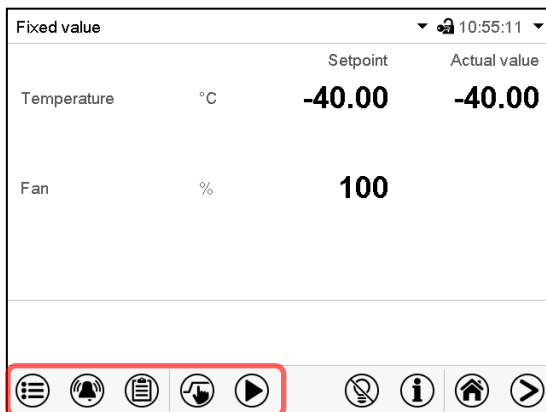 Fixed value 10:55:11
Setpoint Actual value
Temperature °C -40.00 -40.00
Fan % 100